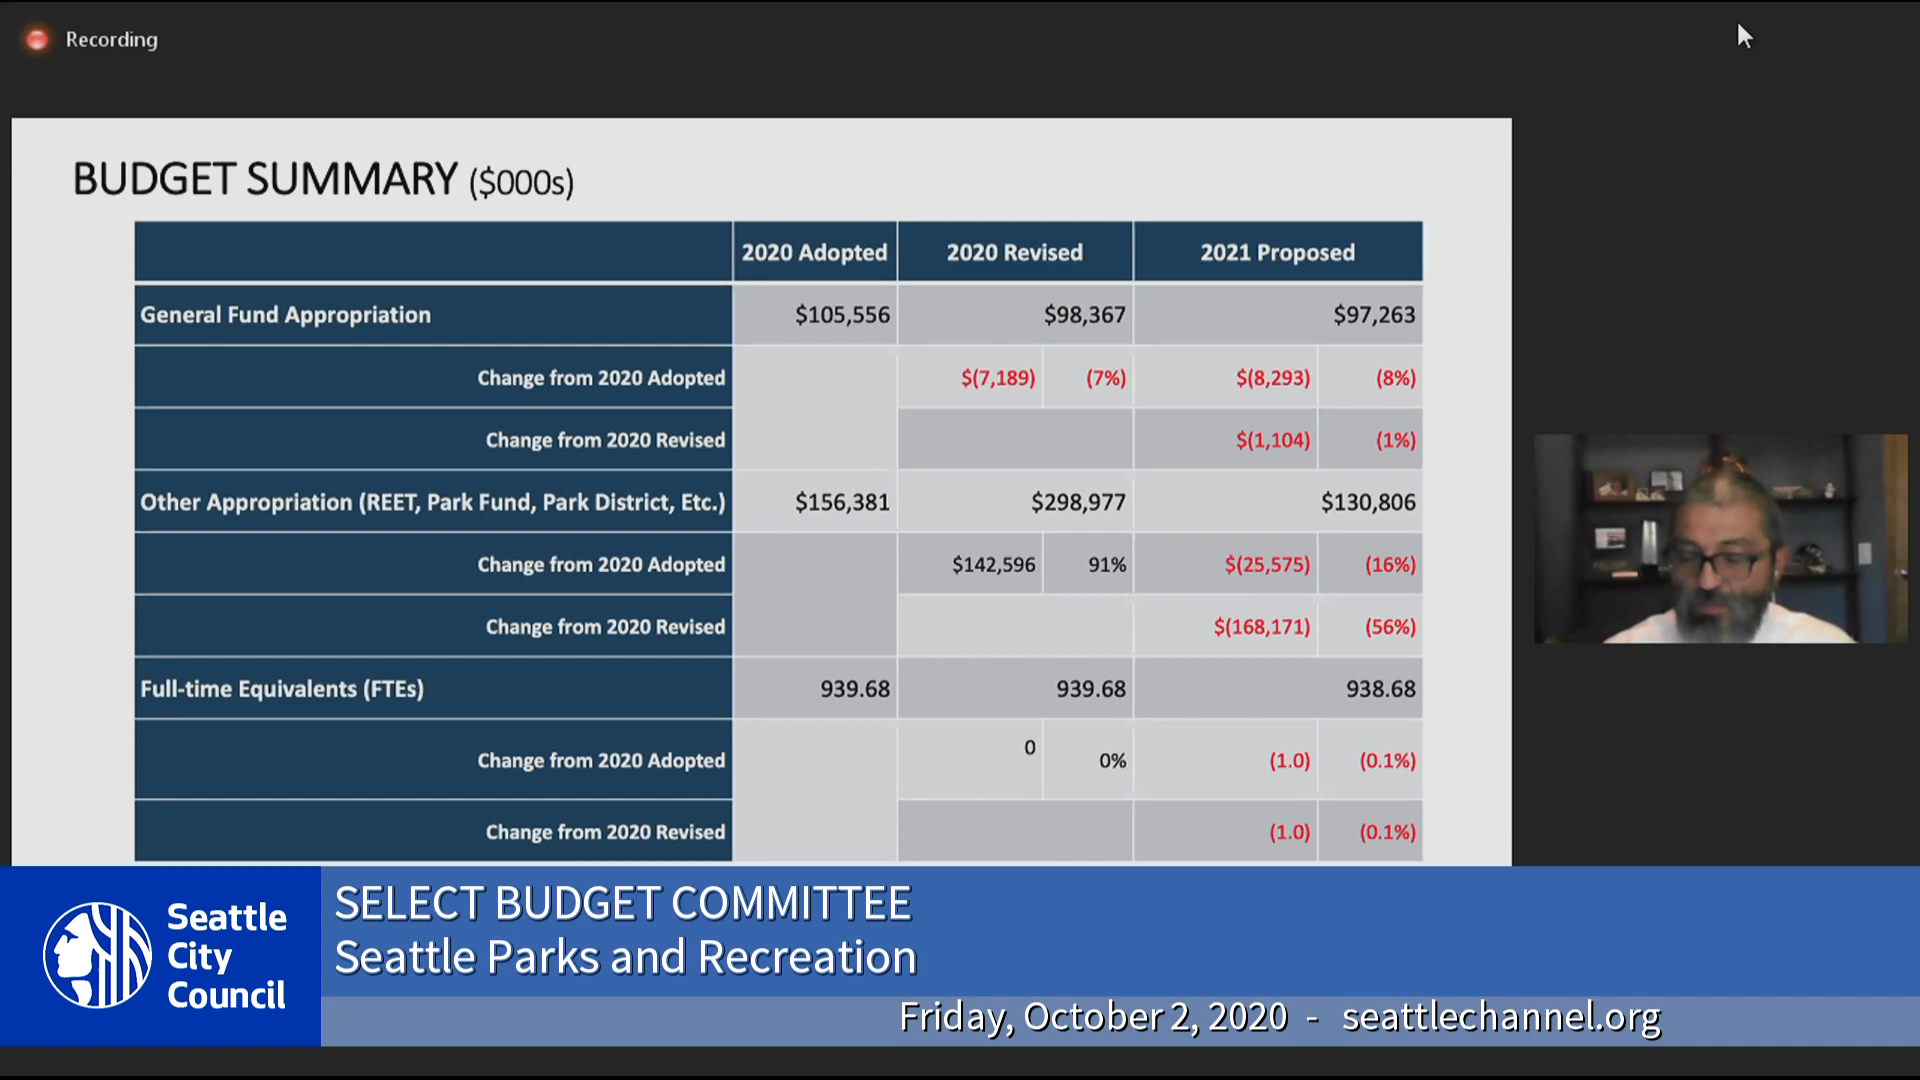 Recording
BUDGET SUMMARY ($000s)
2020 Adopted 2020 Revised 2021 Proposed
General Fund Appropriation $105,556 $98,367 $97,263
Change from 2020 Adopted $(7,189) (7%) $(8,293) (8%)
Change from 2020 Revised $(1,104) (1%)
Other Appropriation (REET, Park Fund, Park District, Etc.) $156,381 $298,977 $130,806
Change from 2020 Adopted $142,596 91% $(25,575) (16%)
Change from 2020 Revised $(168,171) (56%)
Full-time Equivalents (FTEs) 939.68 939.68 938.68
Change from 2020 Adopted 0 0% (1.0) (0.1%)
Change from 2020 Revised (1.0) (0.1%)
Seattle
City
Council
SELECT BUDGET COMMITTEE
Seattle Parks and Recreation
Friday, October 2, 2020 - seattlechannel.org